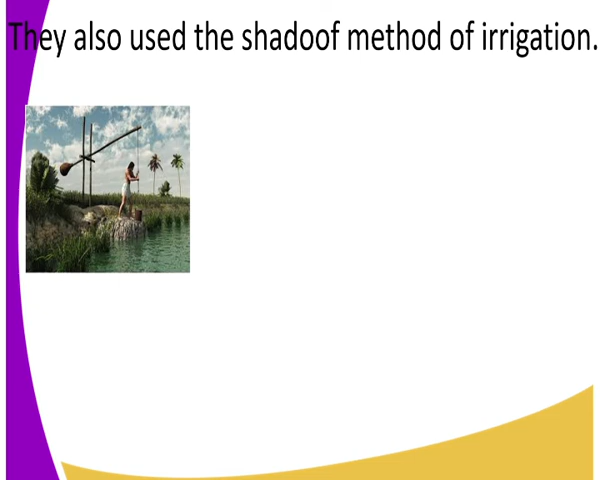 They also used the shadoof method of irrigation.